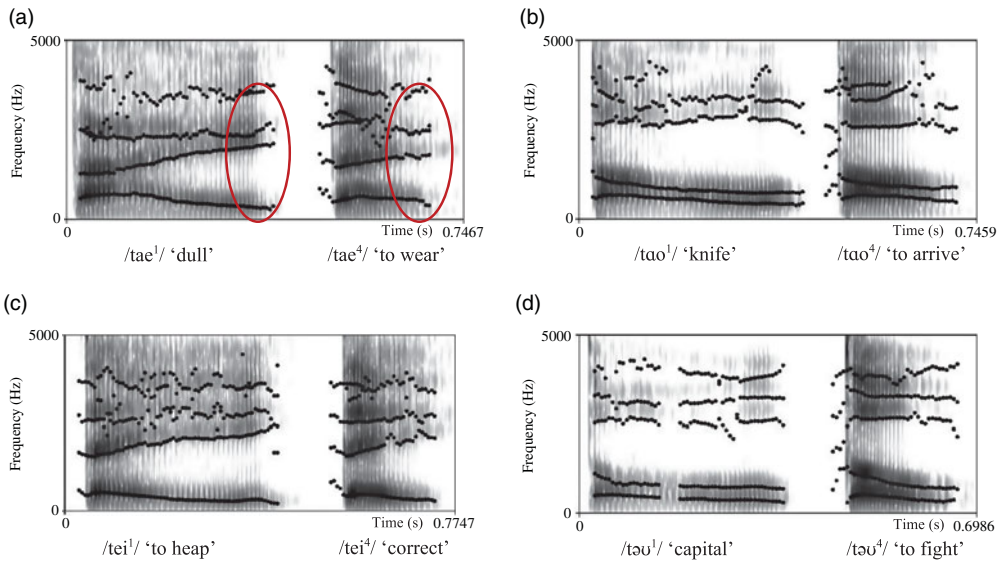 (a)
5000
Frequency (Hz)
0
0
Time (s) 0.7467
/tae¹/ ‘dull’
/tae⁴/ ‘to wear’
(b)
5000
Frequency (Hz)
0
0
Time (s) 0.7459
/tɑo¹/ ‘knife’
/tɑo⁴/ ‘to arrive’
(c)
5000
Frequency (Hz)
0
0
Time (s) 0.7747
/tei¹/ ‘to heap’
/tei⁴/ ‘correct’
(d)
5000
Frequency (Hz)
0
0
Time (s) 0.6986
/təʊ¹/ ‘capital’
/təʊ⁴/ ‘to fight’